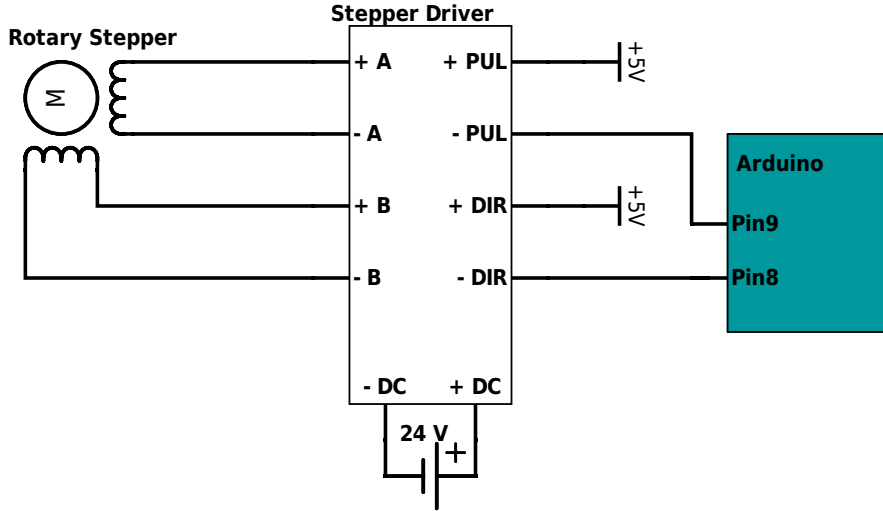 Stepper Driver
Rotary Stepper
M
+ A
- A
+ B
- B
+ PUL
- PUL
+ DIR
- DIR
+5V
+5V
Arduino
Pin9
Pin8
- DC
+ DC
24 V
+